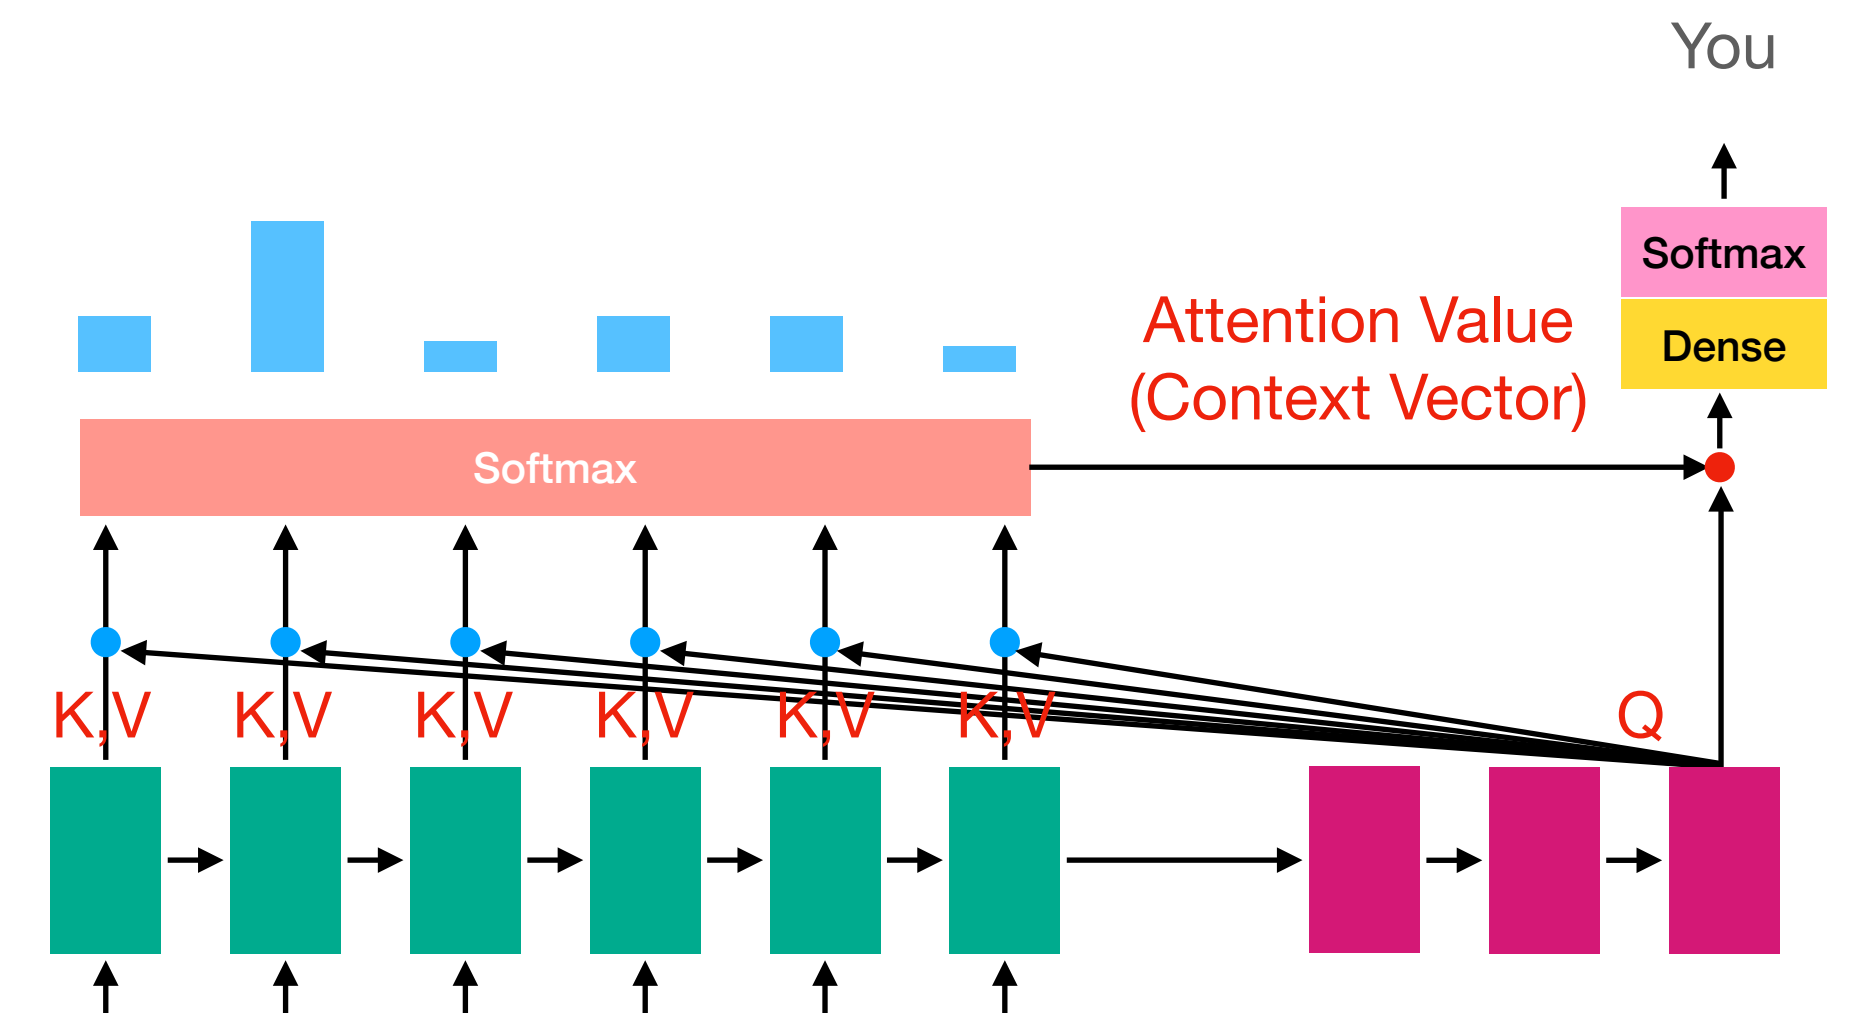 You
Softmax
Dense
Attention Value
(Context Vector)
Softmax
K,V K,V K,V K,V K,V K,V Q